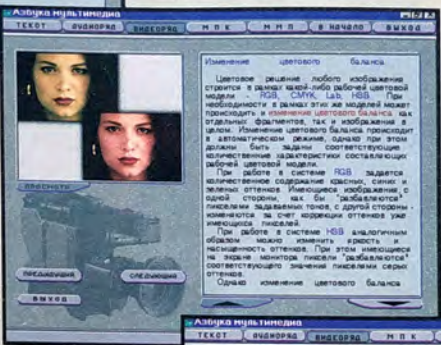 Азбука мультимедиа
ТЕКСТ АУДИОРЯД ВИДЕОРЯД М П К М М П В НАЧАЛО ВЫХОД
Изменение цветового баланса.
Цветовое решение любого изображения
строится в рамках какой-либо рабочей цветовой
модели - RGB, CMYK, Lab, HSB. При
необходимости в рамках этих же моделей может
происходить и изменение цветового баланса как
отдельных фрагментов, так и изображения в
целом. Изменение цветового баланса происходит
в автоматическом режиме, однако при этом
должны быть заданы соответствующие
количественные характеристики составляющих
рабочей цветовой модели.
При работе в системе RGB задается
количественное содержание красных, синих и
зеленых оттенков. Имеющиеся изображения, с
одной стороны, как бы "разбавляются"
пикселями задаваемых тонов, с другой стороны -
изменяются за счет коррекции оттенков уже
имеющихся пикселей.
При работе в системе HSB аналогичным
образом можно изменить яркость и
насыщенность оттенков. При этом имеющиеся
на экране монитора пиксели "разбавляются"
соответствующего значения пикселями серых
оттенков.
Однако изменение цветового баланса
ПРОСМОТР
ПРЕДЫДУЩИЙ СЛЕДУЮЩИЙ
ВЫХОД
Азбука мультимедиа
ТЕКСТ АУДИОРЯД ВИДЕОРЯД М П К